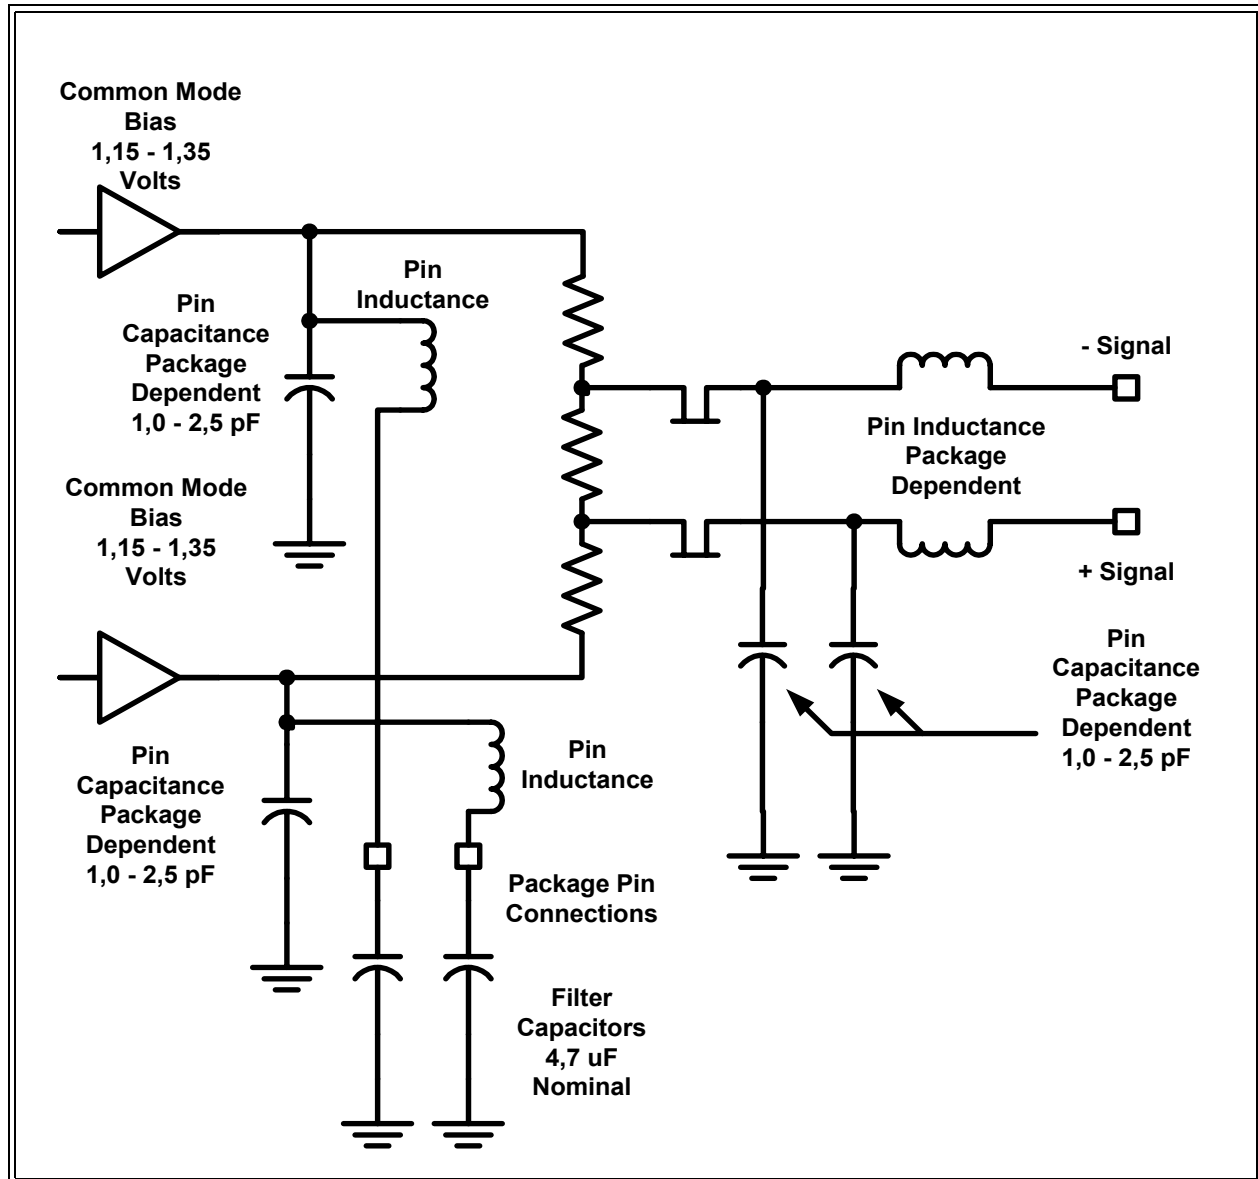 Common Mode
Bias
1,15 - 1,35
Volts
Pin
Inductance
Pin
Capacitance
Package
Dependent
1,0 - 2,5 pF
- Signal
Pin Inductance
Package
Dependent
+ Signal
Common Mode
Bias
1,15 - 1,35
Volts
Pin
Capacitance
Package
Dependent
1,0 - 2,5 pF
Pin
Inductance
Pin
Capacitance
Package
Dependent
1,0 - 2,5 pF
Package Pin
Connections
Filter
Capacitors
4,7 uF
Nominal